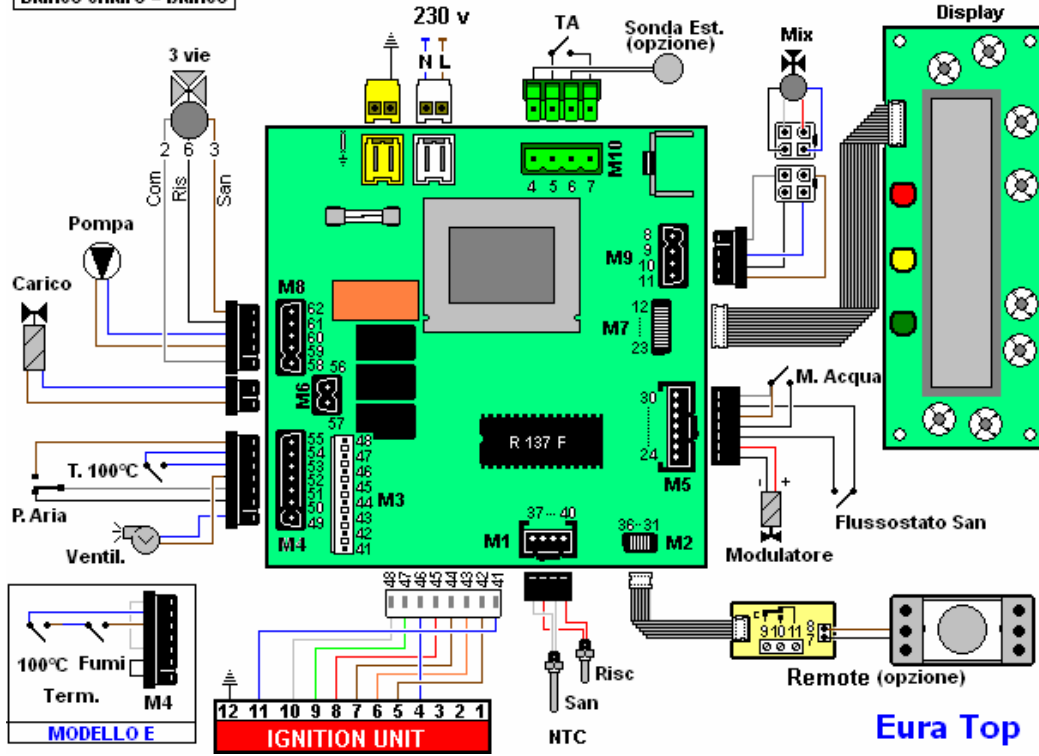 230 v
N L
TA
Sonda Est.
(opzione)
Mix
Display
3 vie
2 6 3
Com
Ris
San
Pompa
Carico
M10
4 5 6 7
M8
62
61
60
59
58
M9
8
9
10
11
M7
12
23
M6
56
57
M. Acqua
30
24
M5
R 137 F
T. 100°C
P. Aria
Ventil.
55
54
53
52
51
50
49
M4
48
47
46
45
44
43
42
41
M3
M1
37 ... 40
36 ... 31
M2
- +
Modulatore
Flussostato San
48 47 46 45 44 43 42 41
100°C Fumi
Term.
M4
MODELLO E
12 11 10 9 8 7 6 5 4 3 2 1
IGNITION UNIT
Risc
San
NTC
C
9 10 11
8
7
Remote (opzione)
Eura Top